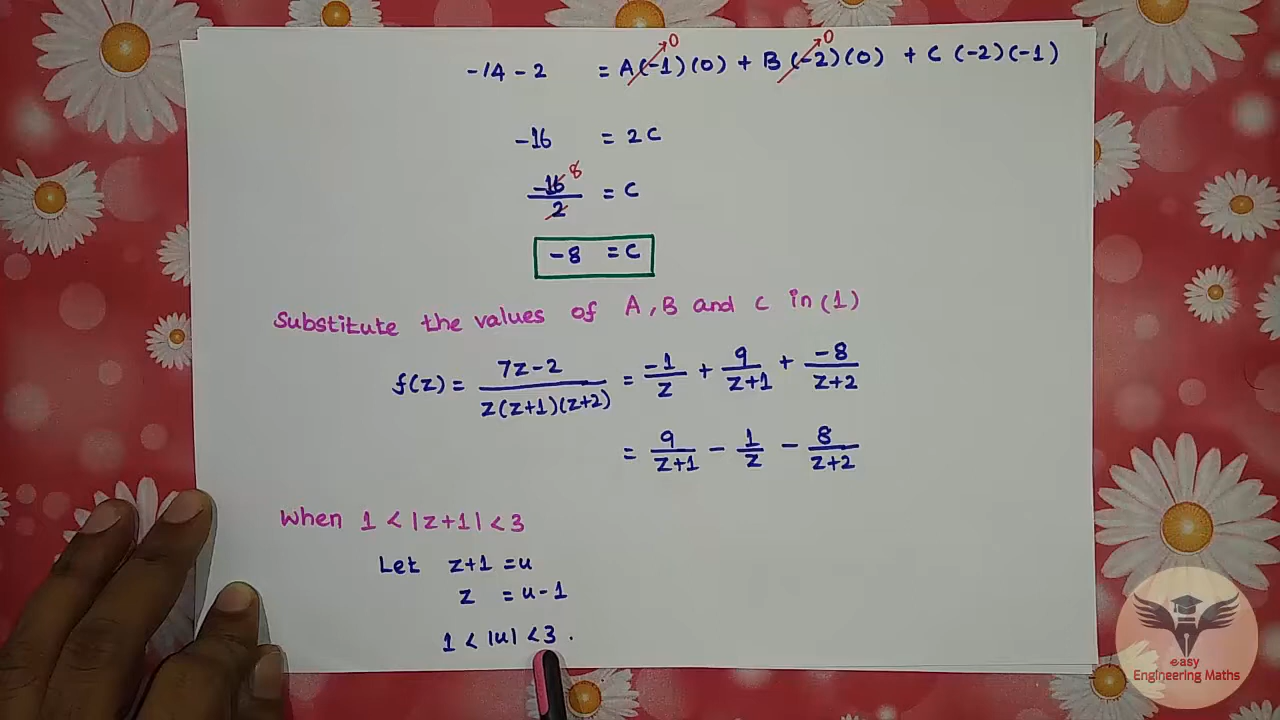 -14 - 2 = A(-1)(0) + B(-2)(0) + C(-2)(-1)
0 0
-16 = 2C
-16/2 = C
8
-8 = C
Substitute the values of A, B and C in (1)
f(z) = 7z-2 / z(z+1)(z+2) = -1/z + 9/z+1 + -8/z+2
= 9/z+1 - 1/z - 8/z+2
When 1 < |z+1| < 3
Let z+1 = u
z = u-1
1 < |u| < 3.
easy
Engineering Maths